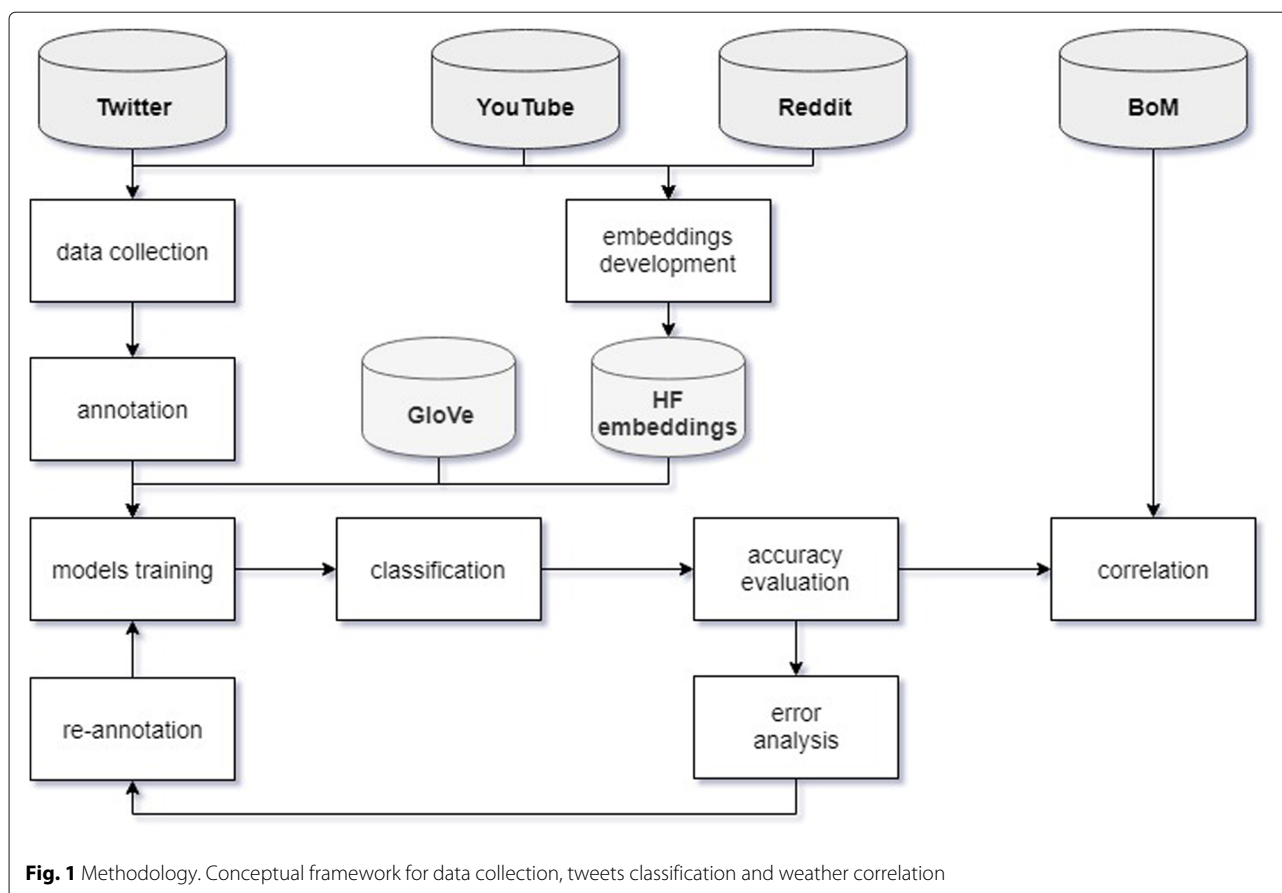 Twitter
YouTube
Reddit
BoM
data collection
embeddings
development
annotation
GloVe
HF
embeddings
models training
classification
accuracy
evaluation
correlation
re-annotation
error
analysis
Fig. 1 Methodology. Conceptual framework for data collection, tweets classification and weather correlation